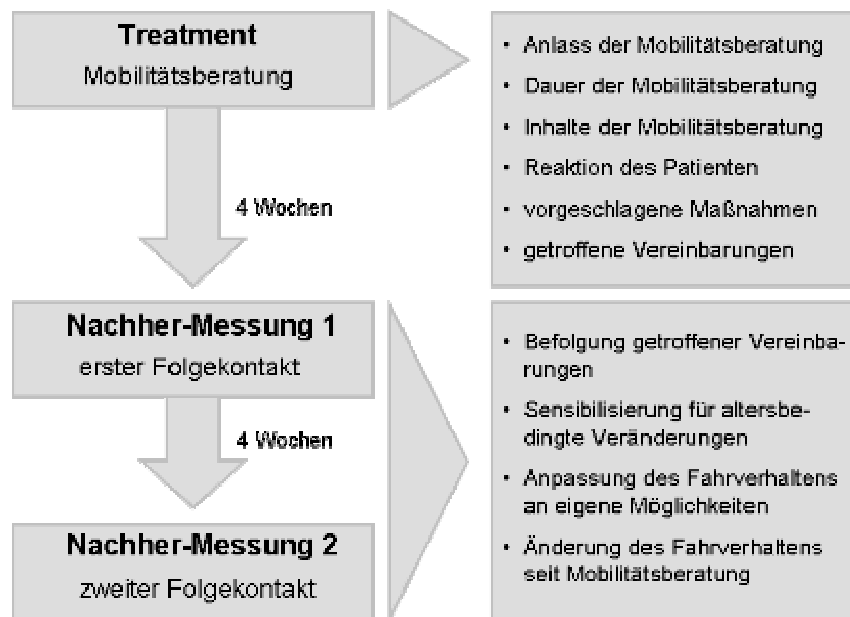 Treatment
Mobilitätsberatung
• Anlass der Mobilitätsberatung
• Dauer der Mobilitätsberatung
• Inhalte der Mobilitätsberatung
• Reaktion des Patienten
• vorgeschlagene Maßnahmen
• getroffene Vereinbarungen
4 Wochen
Nachher-Messung 1
erster Folgekontakt
4 Wochen
Nachher-Messung 2
zweiter Folgekontakt
• Befolgung getroffener Vereinba-
rungen
• Sensibilisierung für altersbe-
dingte Veränderungen
• Anpassung des Fahrverhaltens
an eigene Möglichkeiten
• Änderung des Fahrverhaltens
seit Mobilitätsberatung